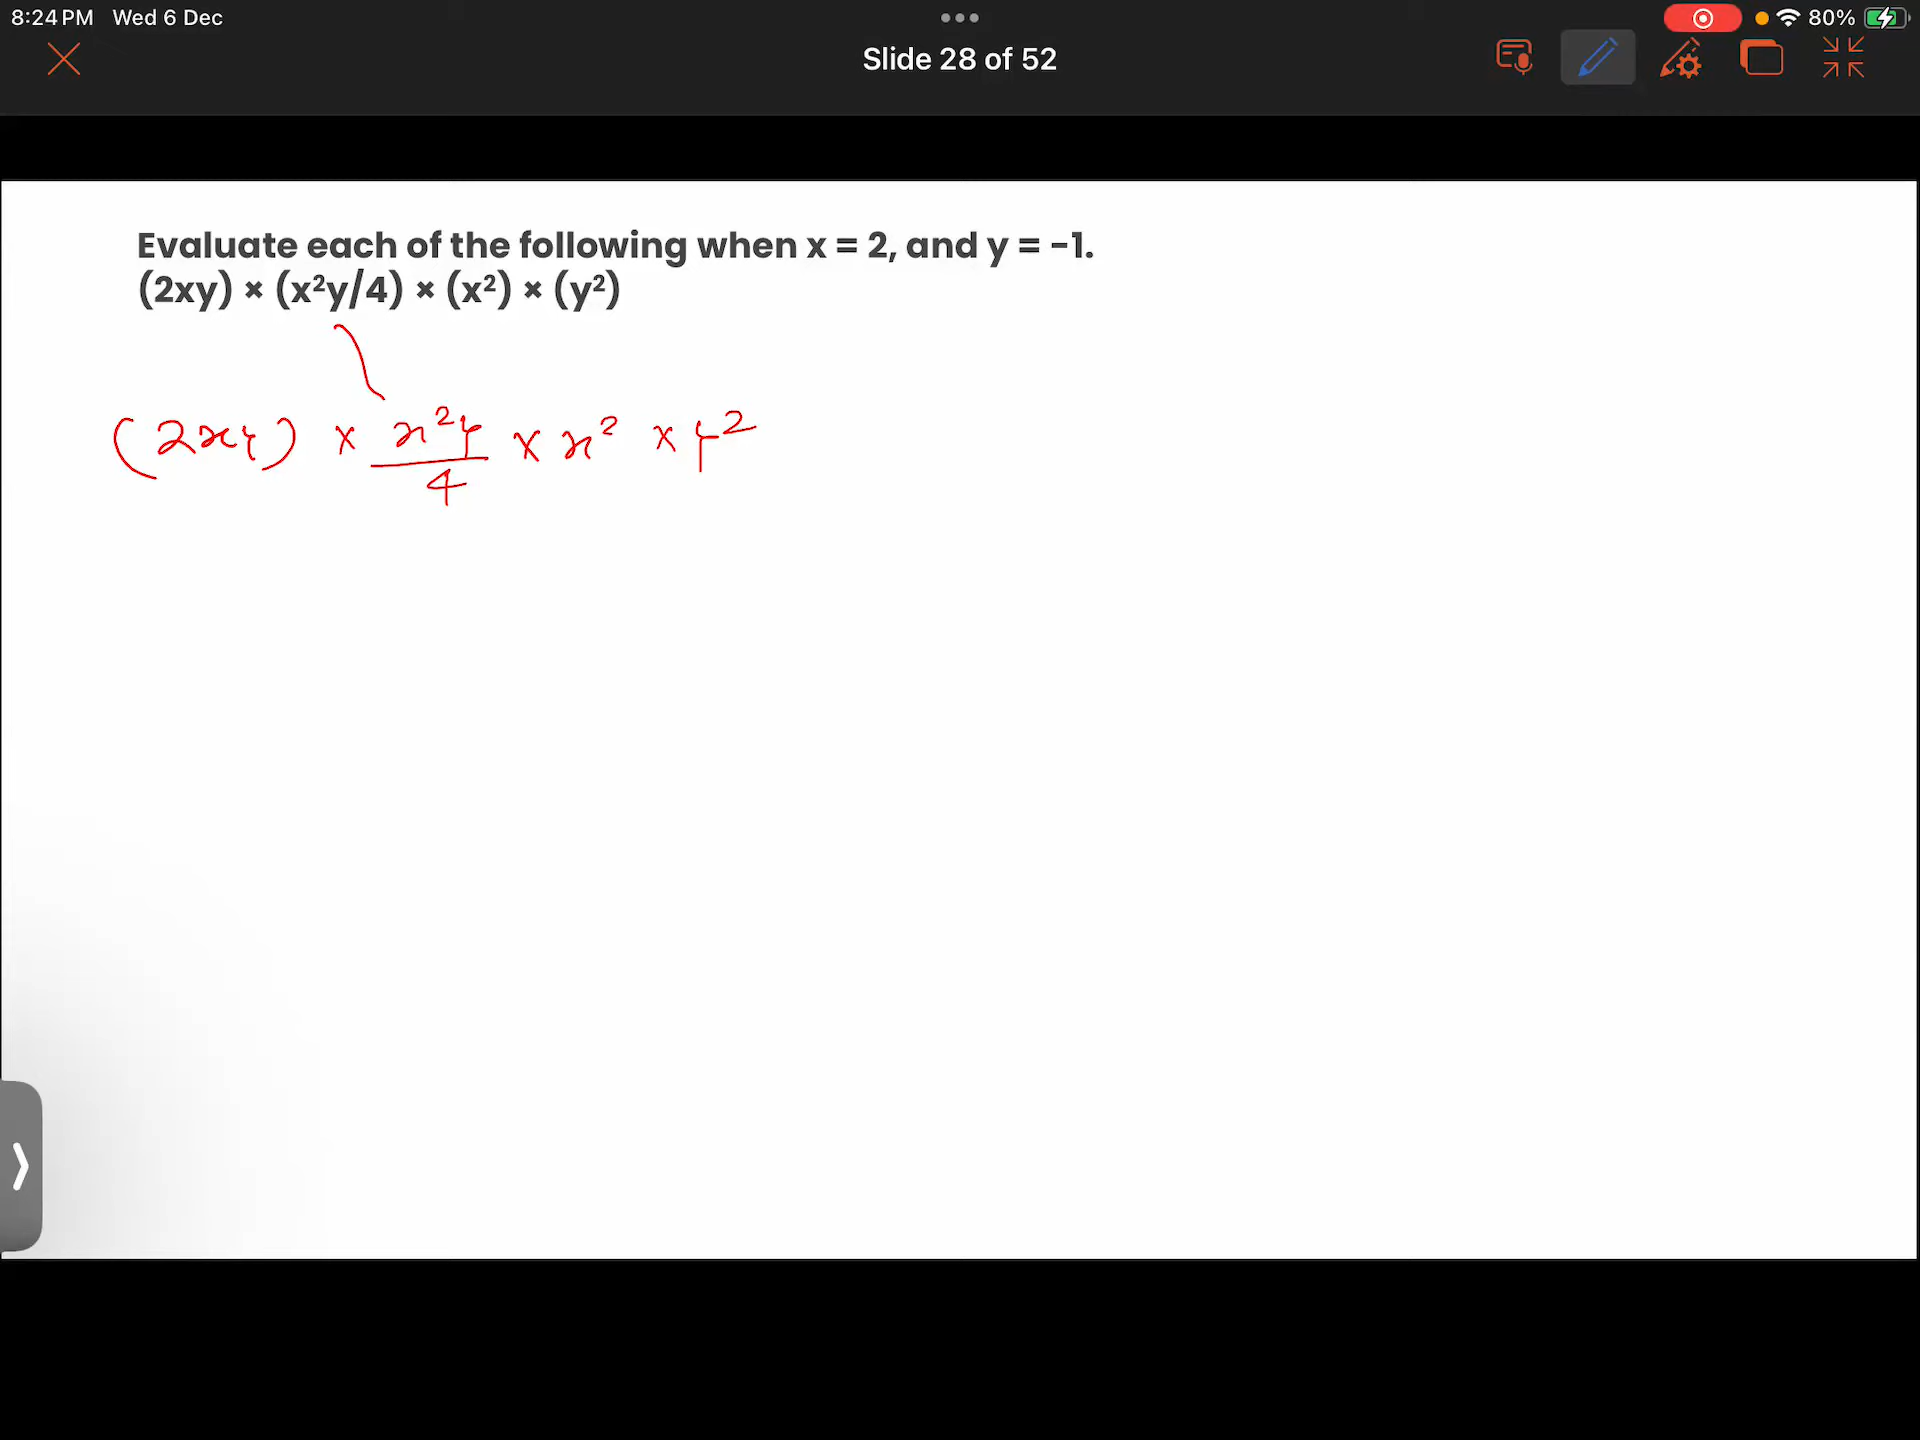 8:24 PM Wed 6 Dec
80%
Slide 28 of 52
Evaluate each of the following when x = 2, and y = -1.
(2xy) × (x²y/4) × (x²) × (y²)
(2xy) × x²y/4 × x² × y²